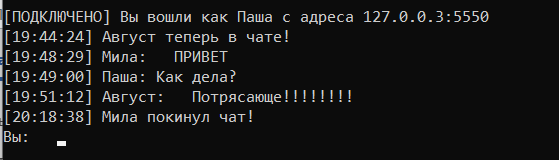 [ПОДКЛЮЧЕНО] Вы вошли как Паша с адреса 127.0.0.3:5550
[19:44:24] Август теперь в чате!
[19:48:29] Мила:   ПРИВЕТ
[19:49:00] Паша: Как дела?
[19:51:12] Август:   Потрясающе!!!!!!!!
[20:18:38] Мила покинул чат!
Вы: